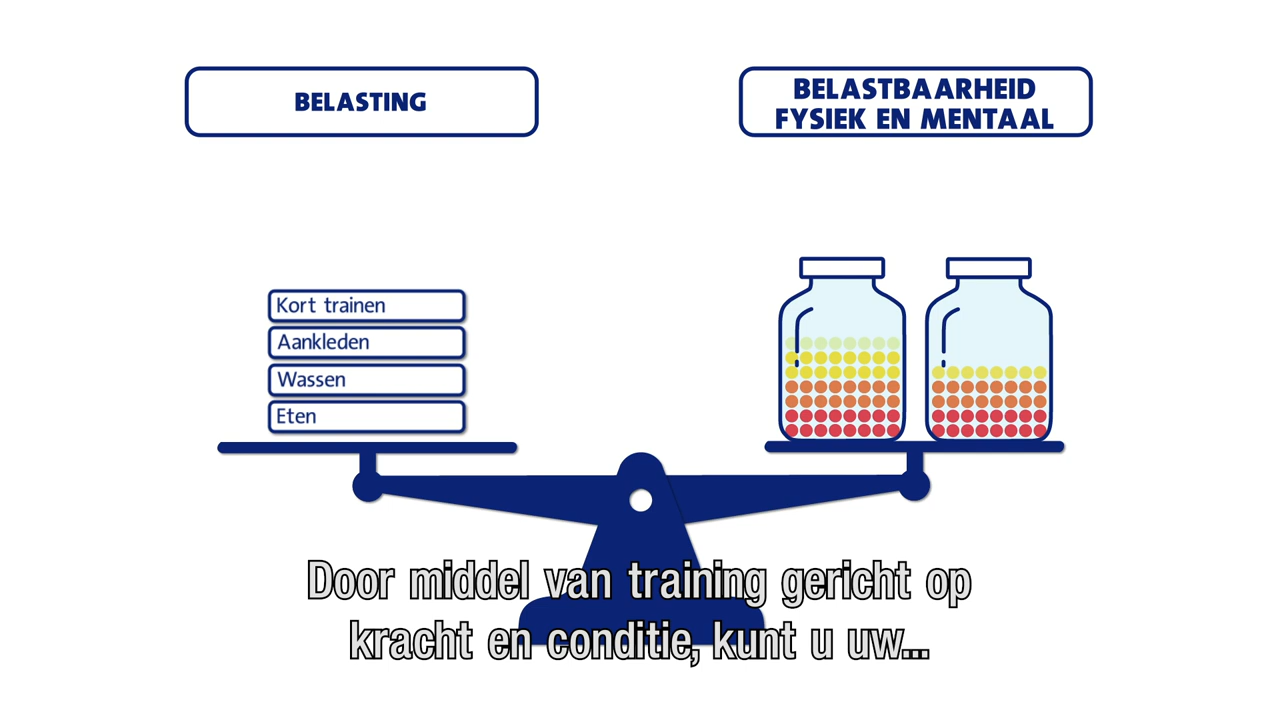 BELASTING
BELASTBAARHEID
FYSIEK EN MENTAAL
Kort trainen
Aankleden
Wassen
Eten
Door middel van training gericht op
kracht en conditie, kunt u uw...